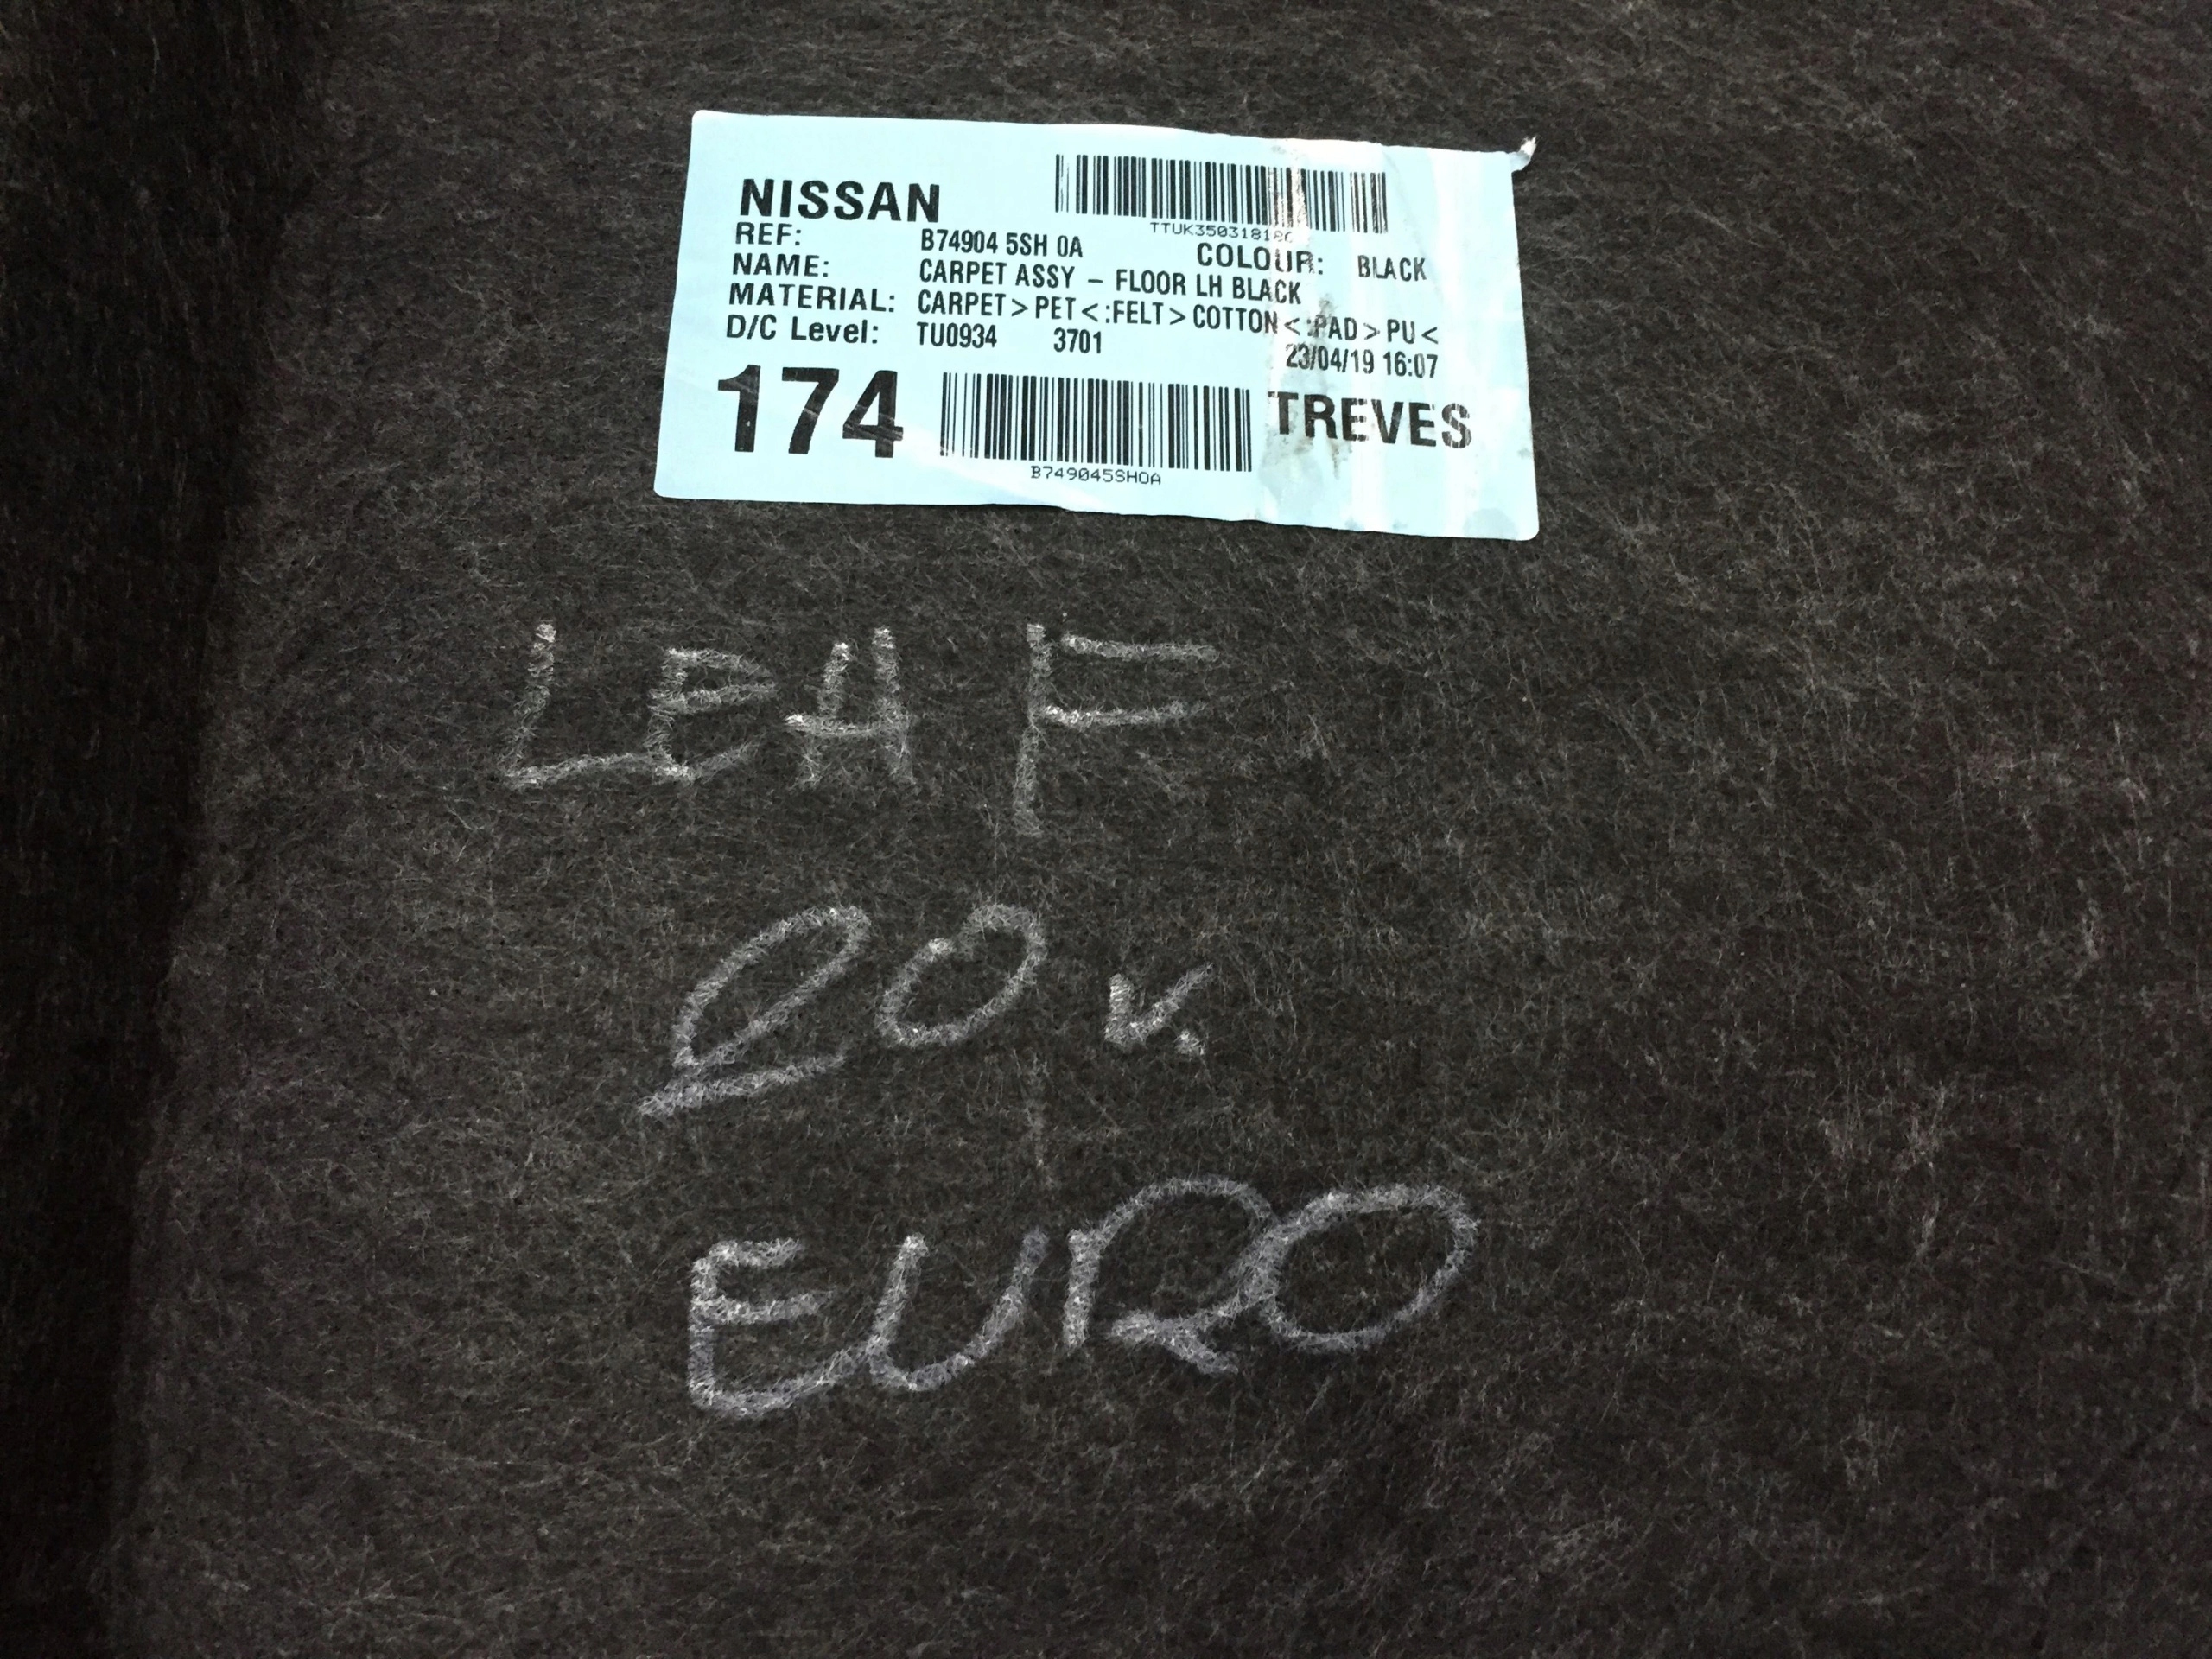 NISSAN
TTUK35031818
REF: B74904 5SH 0A COLOUR: BLACK
NAME: CARPET ASSY – FLOOR LH BLACK
MATERIAL: CARPET>PET<:FELT>COTTON<:PAD>PU<
D/C Level: TU0934 3701 23/04/19 16:07
174 TREVES
B749045SH0A
LEAF
20 v.
EURO